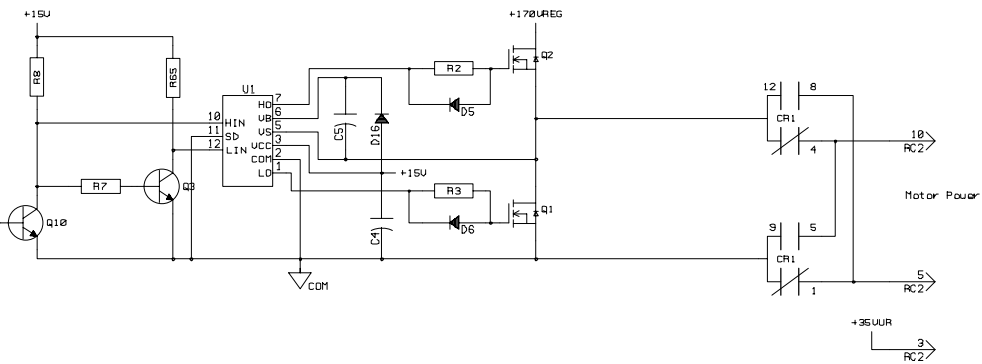 +15V
+170VREG
R8
R65
U1
R2
Q2
D5
7 HO
6 VB
5 VS
3 VCC
2 COM
1 LO
10 HIN
11 SD
12 LIN
C5
D16
12 8
CR1
4
10
RC2
+15V
R7
Q3
Q10
R3
Q1
D6
C4
Motor Power
9 5
CR1
1
5
RC2
COM
+35VUR
3
RC2